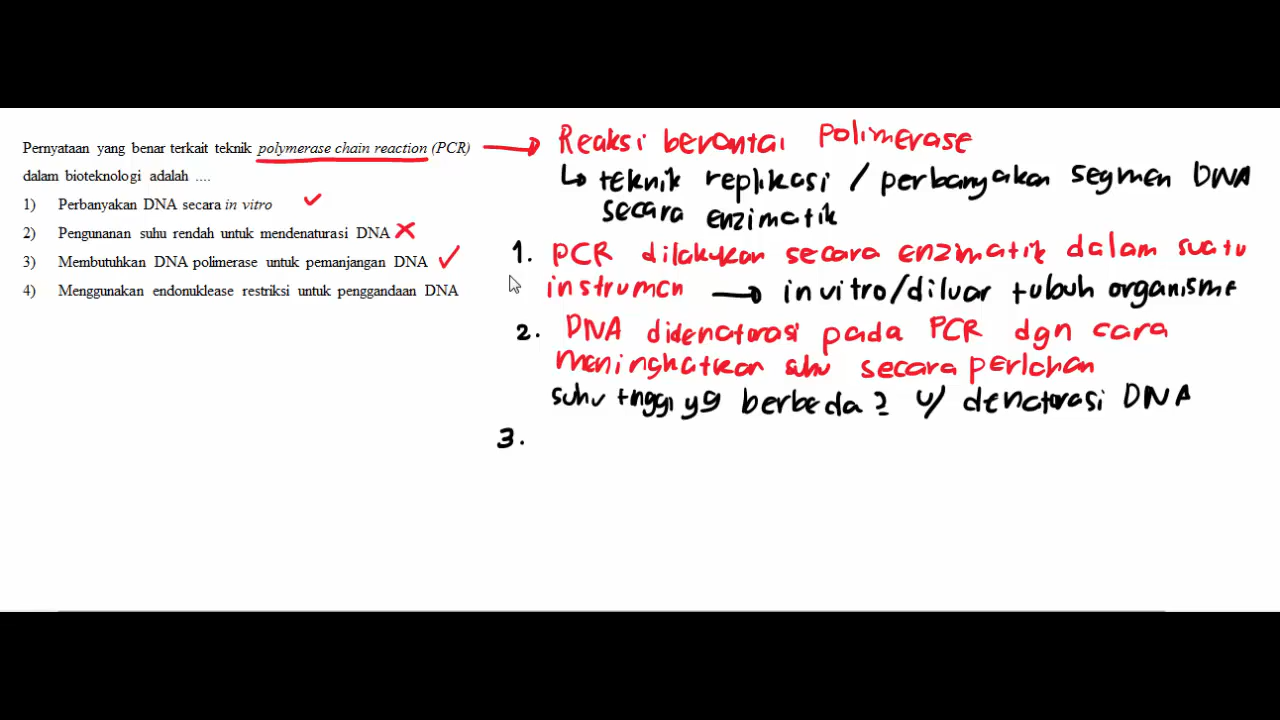 Pernyataan yang benar terkait teknik polymerase chain reaction (PCR)
dalam bioteknologi adalah ....
1) Perbanyakan DNA secara in vitro
2) Pengunaan suhu rendah untuk mendenaturasi DNA
3) Membutuhkan DNA polimerase untuk pemanjangan DNA
4) Menggunakan endonuklease restriksi untuk penggandaan DNA
Reaksi berantai Polimerase
teknik replikasi / perbanyakan segmen DNA
secara enzimatik
1. PCR dilakukan secara enzimatik dalam suatu
instrumen → in vitro/diluar tubuh organisme
2. DNA didenaturasi pada PCR dgn cara
meningkatkan suhu secara perlahan
suhu tinggi yg berbeda2 u/ denaturasi DNA
3.